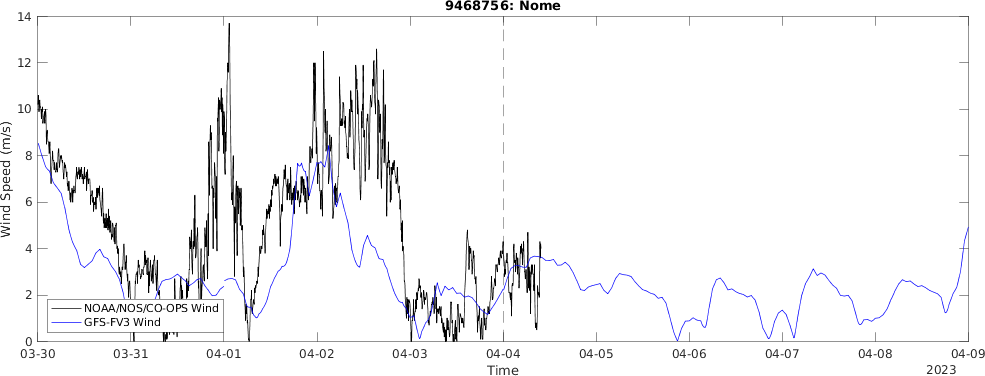 9468756: Nome
14
12
10
8
6
4
2
0
Wind Speed (m/s)
NOAA/NOS/CO-OPS Wind
GFS-FV3 Wind
03-30 03-31 04-01 04-02 04-03 04-04 04-05 04-06 04-07 04-08 04-09
Time
2023